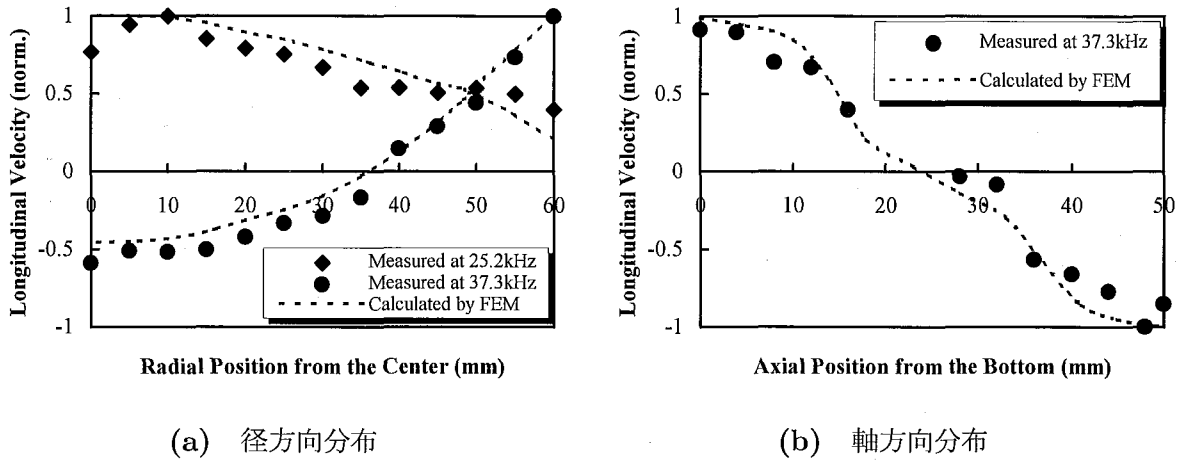 Longitudinal Velocity (norm.)
1
0.5
0
-0.5
-1
0 10 20 30 40 50 60
Measured at 25.2kHz
Measured at 37.3kHz
Calculated by FEM
Radial Position from the Center (mm)
(a) 径方向分布
Longitudinal Velocity (norm.)
1
0.5
0
-0.5
-1
0 10 20 30 40 50
Measured at 37.3kHz
Calculated by FEM
Axial Position from the Bottom (mm)
(b) 軸方向分布